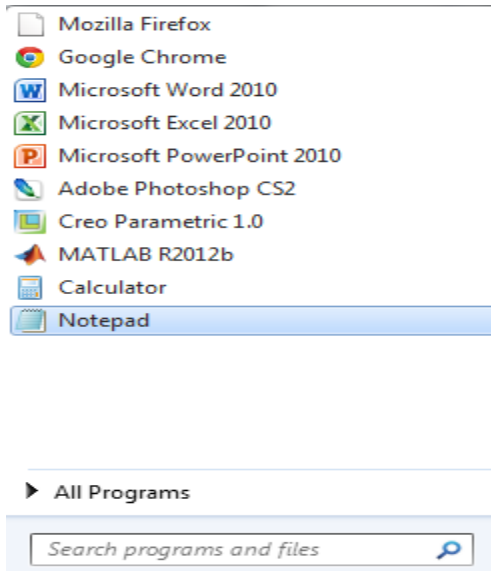 Mozilla Firefox
Google Chrome
Microsoft Word 2010
Microsoft Excel 2010
Microsoft PowerPoint 2010
Adobe Photoshop CS2
Creo Parametric 1.0
MATLAB R2012b
Calculator
Notepad
All Programs
Search programs and files